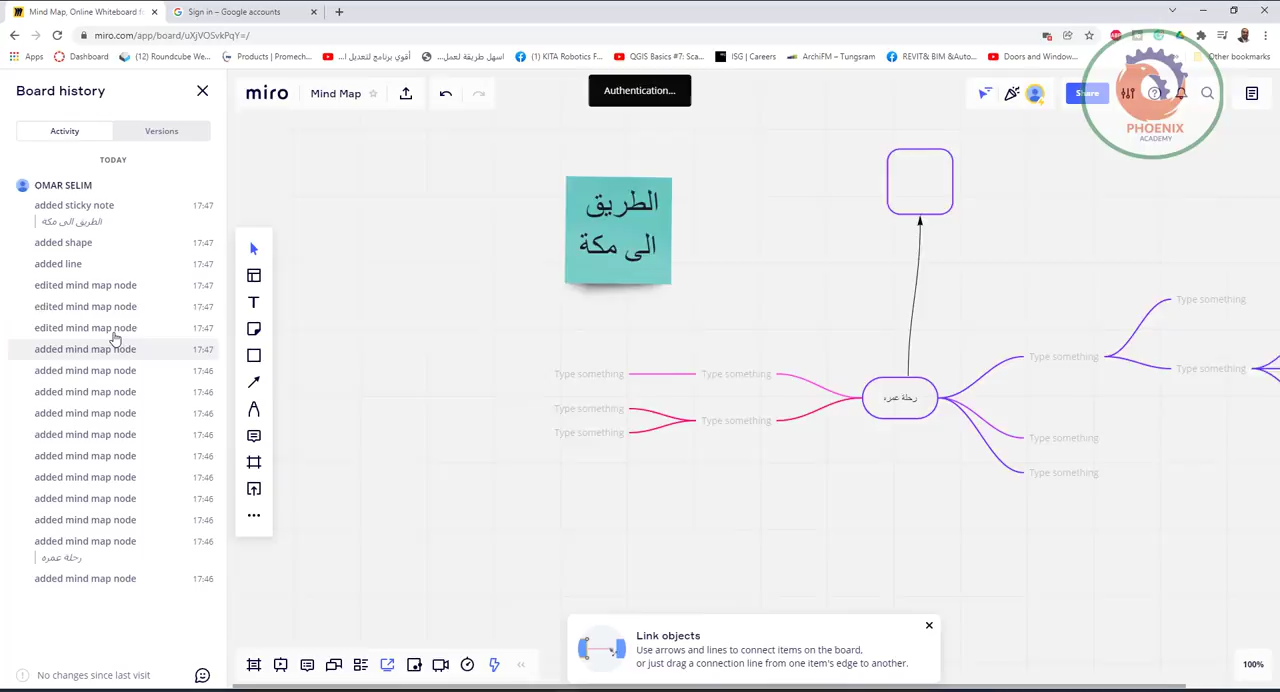 Mind Map, Online Whiteboard for
Sign in – Google accounts
miro.com/app/board/uXjVOSvkPqY=/
Apps
Dashboard
(12) Roundcube We...
Products | Promech...
أقوي برنامج لتعديل ا...
اسهل طريقة لعمل...
(1) KITA Robotics F...
QGIS Basics #7: Sca...
ISG | Careers
ArchiFM – Tungsram
REVIT& BIM &Auto...
Doors and Window...
Other bookmarks
Board history
Activity
Versions
TODAY
OMAR SELIM
added sticky note 17:47
الطريق الى مكة
added shape 17:47
added line 17:47
edited mind map node 17:47
edited mind map node 17:47
edited mind map node 17:47
added mind map node 17:47
added mind map node 17:46
added mind map node 17:46
added mind map node 17:46
added mind map node 17:46
added mind map node 17:46
added mind map node 17:46
added mind map node 17:46
added mind map node 17:46
added mind map node 17:46
رحلة عمره
added mind map node 17:46
No changes since last visit
miro
Mind Map
Authentication...
Share
PHOENIX
ACADEMY
الطريق
الى مكة
Type something
Type something
Type something
Type something
Type something
رحلة عمره
Type something
Type something
Type something
Type something
Type something
Link objects
Use arrows and lines to connect items on the board,
or just drag a connection line from one item's edge to another.
100%